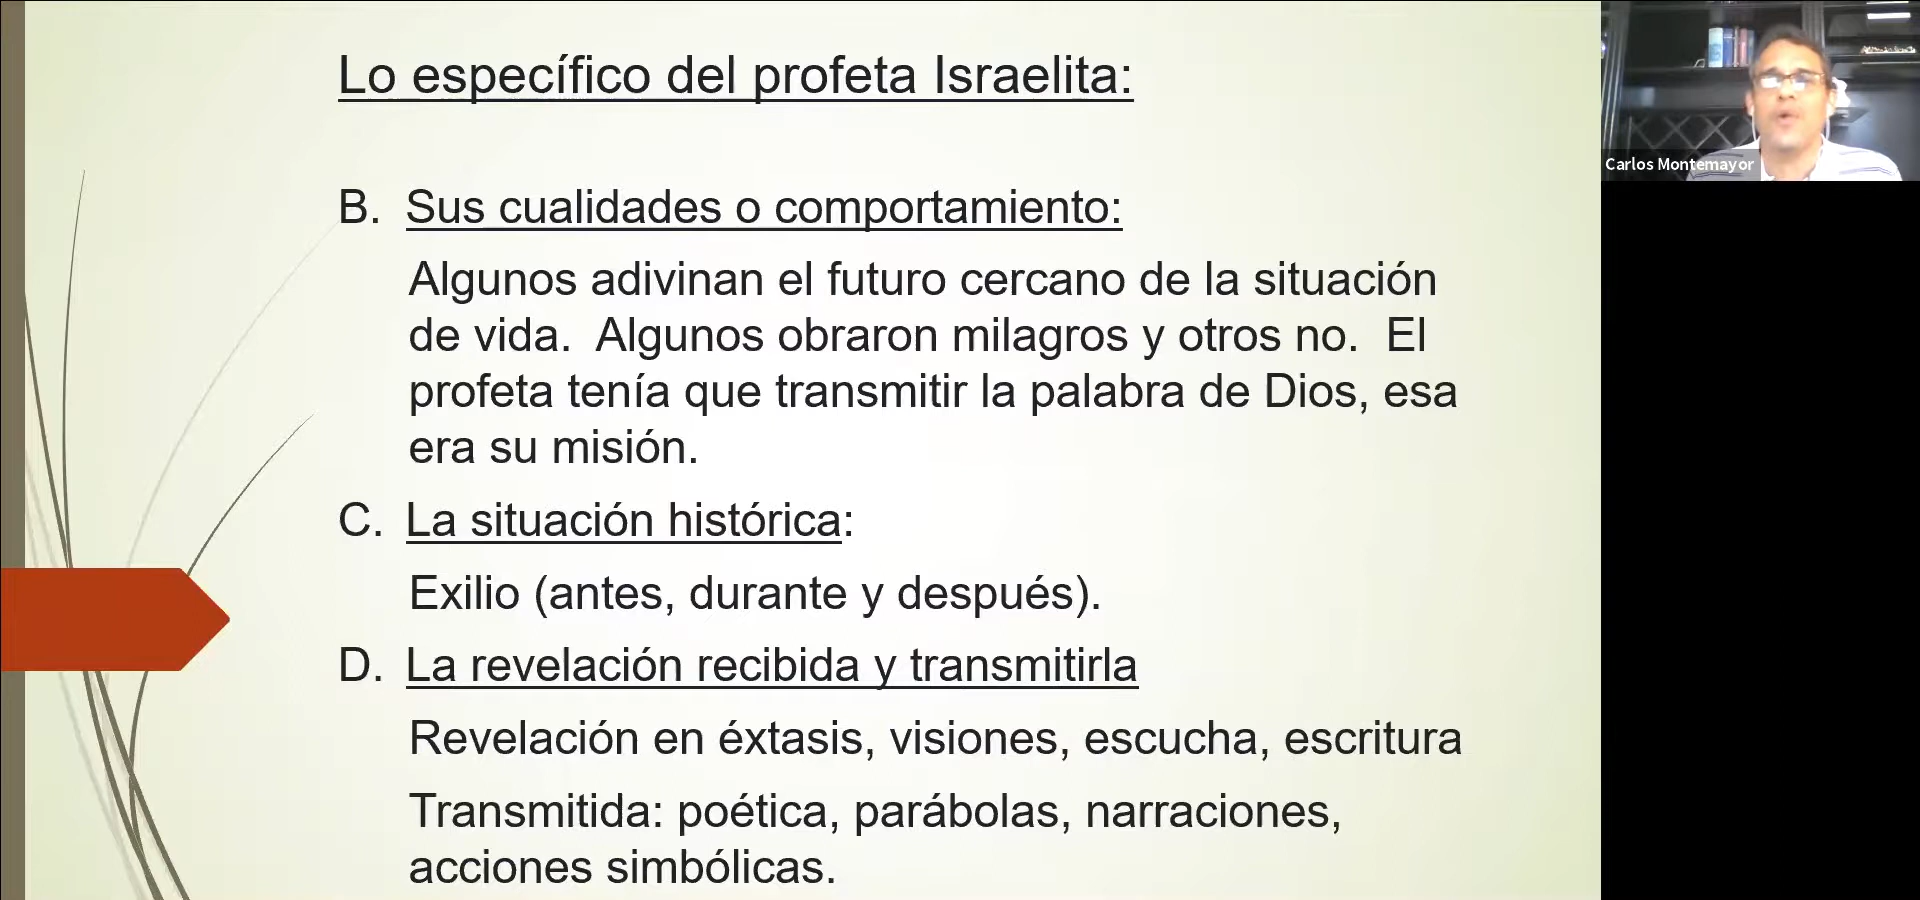 Lo específico del profeta Israelita:
B. Sus cualidades o comportamiento:
Algunos adivinan el futuro cercano de la situación
de vida. Algunos obraron milagros y otros no. El
profeta tenía que transmitir la palabra de Dios, esa
era su misión.
C. La situación histórica:
Exilio (antes, durante y después).
D. La revelación recibida y transmitirla
Revelación en éxtasis, visiones, escucha, escritura
Transmitida: poética, parábolas, narraciones,
acciones simbólicas.
Carlos Montemayor